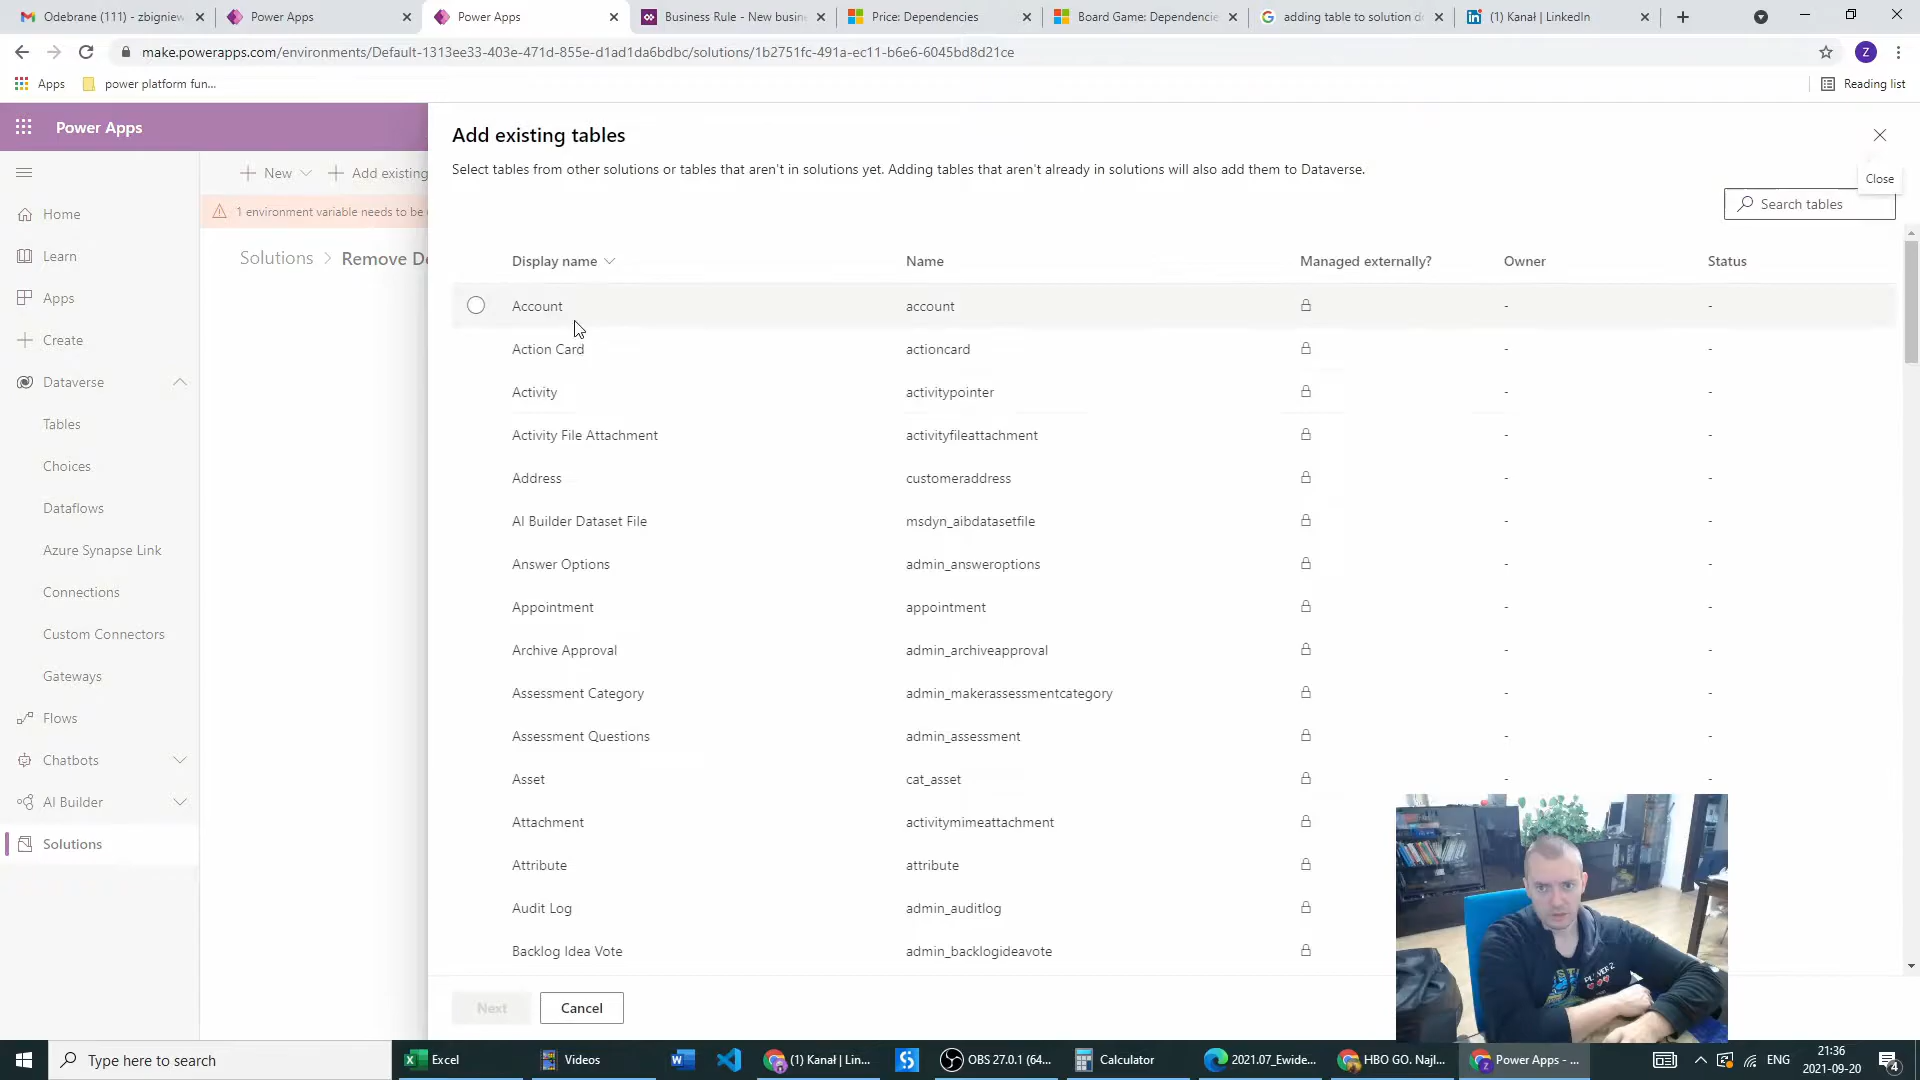 Odebrane (111) - zbigniew
Power Apps
Power Apps
Business Rule - New busin
Price: Dependencies
Board Game: Dependencie
adding table to solution d
(1) Kanał | LinkedIn
make.powerapps.com/environments/Default-1313ee33-403e-471d-855e-d1ad1da6bdbc/solutions/1b2751fc-491a-ec11-b6e6-6045bd8d21ce
Z
Apps
power platform fun...
Reading list
Power Apps
Home
Learn
Apps
Create
Dataverse
Tables
Choices
Dataflows
Azure Synapse Link
Connections
Custom Connectors
Gateways
Flows
Chatbots
AI Builder
Solutions
New
Add existing
1 environment variable needs to be
Solutions > Remove De
Add existing tables
Select tables from other solutions or tables that aren't in solutions yet. Adding tables that aren't already in solutions will also add them to Dataverse.
Close
Search tables
Display name Name Managed externally? Owner Status
Account account - -
Action Card actioncard - -
Activity activitypointer - -
Activity File Attachment activityfileattachment - -
Address customeraddress - -
AI Builder Dataset File msdyn_aibdatasetfile - -
Answer Options admin_answeroptions - -
Appointment appointment - -
Archive Approval admin_archiveapproval - -
Assessment Category admin_makerassessmentcategory - -
Assessment Questions admin_assessment - -
Asset cat_asset - -
Attachment activitymimeattachment
Attribute attribute
Audit Log admin_auditlog
Backlog Idea Vote admin_backlogideavote
Next
Cancel
PLAYER 2
Type here to search
Excel
Videos
(1) Kanał | Lin...
OBS 27.0.1 (64...
Calculator
2021.07_Ewide...
HBO GO. Najl...
Power Apps - ...
ENG
21:36
2021-09-20
4